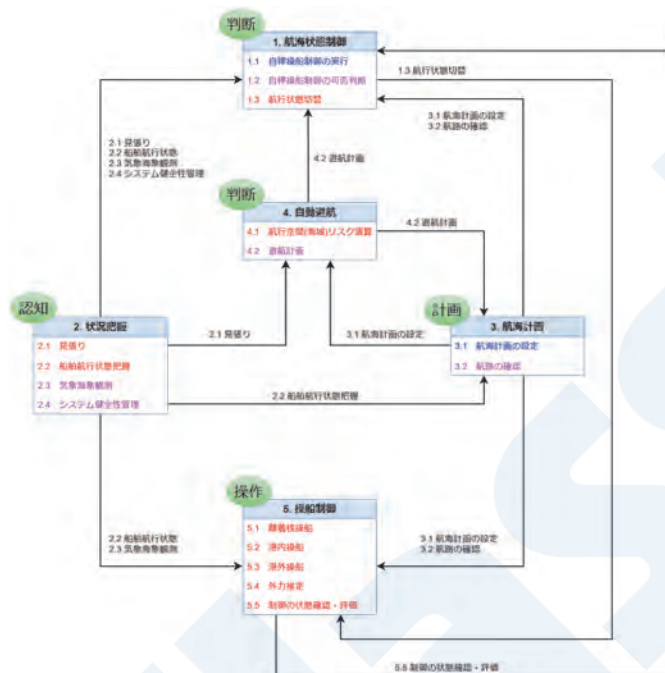 判断
1. 航海状態制御
1.1 自律操船制御の実行
1.2 自律操船制御の可否判断
1.3 航行状態切替
1.3 航行状態切替
3.1 航海計画の設定
3.2 航路の確認
2.1 見張り
2.2 船舶航行状態
2.3 気象海象観測
2.4 システム健全性管理
4.2 避航計画
判断
4. 自動避航
4.1 航行空間(海域)リスク演算
4.2 避航計画
4.2 避航計画
認知
2. 状況把握
2.1 見張り
2.2 船舶航行状態把握
2.3 気象海象観測
2.4 システム健全性管理
2.1 見張り
3.1 航海計画の設定
計画
3. 航海計画
3.1 航海計画の設定
3.2 航路の確認
2.2 船舶航行状態把握
操作
5. 操船制御
5.1 離着桟操船
5.2 港内操船
5.3 港外操船
5.4 外力推定
5.5 制御の状態確認・評価
2.2 船舶航行状態
2.3 気象海象観測
3.1 航海計画の設定
3.2 航路の確認
5.5 制御の状態確認・評価